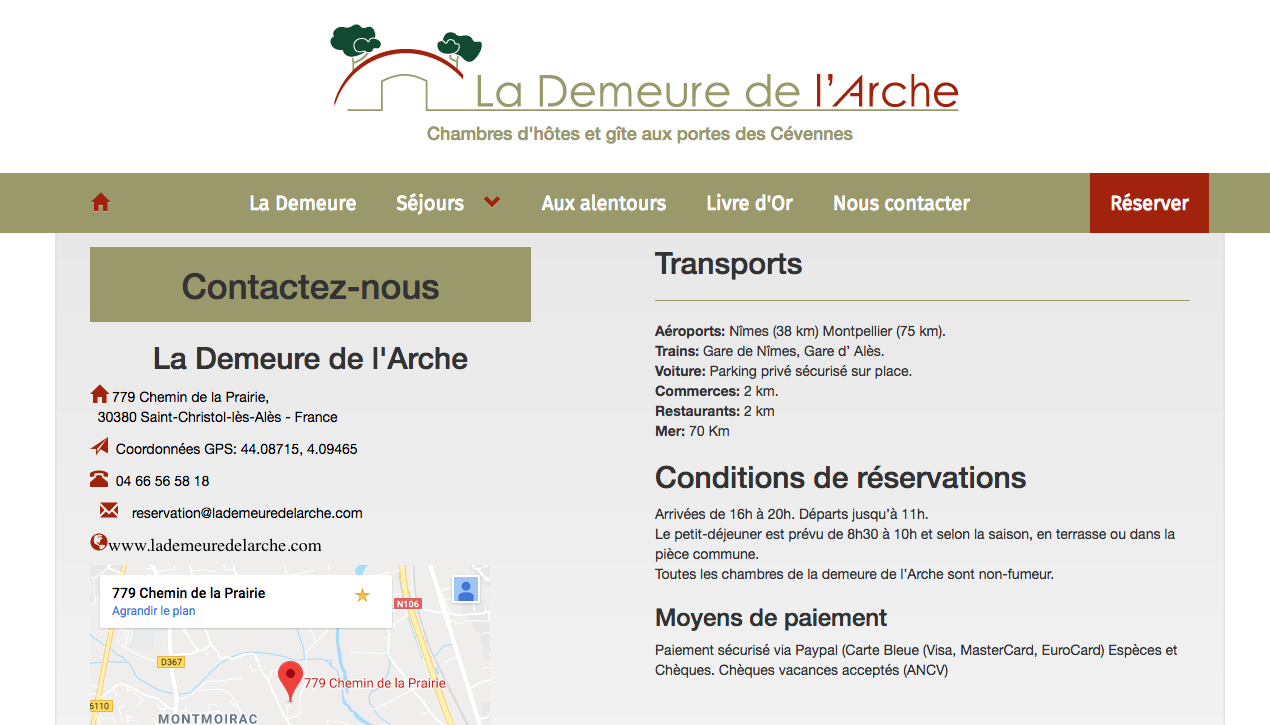 La Demeure de l'Arche
Chambres d'hôtes et gîte aux portes des Cévennes
La Demeure Séjours Aux alentours Livre d'Or Nous contacter Réserver
Contactez-nous
La Demeure de l'Arche
779 Chemin de la Prairie,
30380 Saint-Christol-lès-Alès - France
Coordonnées GPS: 44.08715, 4.09465
04 66 56 58 18
reservation@lademeuredelarche.com
www.lademeuredelarche.com
779 Chemin de la Prairie
Agrandir le plan
N106
D367
779 Chemin de la Prairie
6110
MONTMOIRAC
Transports
Aéroports: Nîmes (38 km) Montpellier (75 km).
Trains: Gare de Nîmes, Gare d' Alès.
Voiture: Parking privé sécurisé sur place.
Commerces: 2 km.
Restaurants: 2 km
Mer: 70 Km
Conditions de réservations
Arrivées de 16h à 20h. Départs jusqu'à 11h.
Le petit-déjeuner est prévu de 8h30 à 10h et selon la saison, en terrasse ou dans la
pièce commune.
Toutes les chambres de la demeure de l'Arche sont non-fumeur.
Moyens de paiement
Paiement sécurisé via Paypal (Carte Bleue (Visa, MasterCard, EuroCard) Espèces et
Chèques. Chèques vacances acceptés (ANCV)